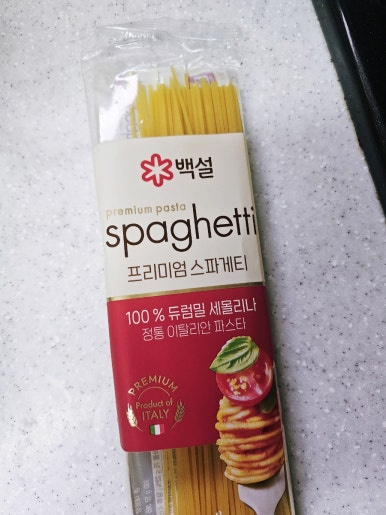 백설
premium pasta
spaghetti
프리미엄 스파게티
100 % 듀럼밀 세몰리나
정통 이탈리안 파스타
PREMIUM
Product of
ITALY